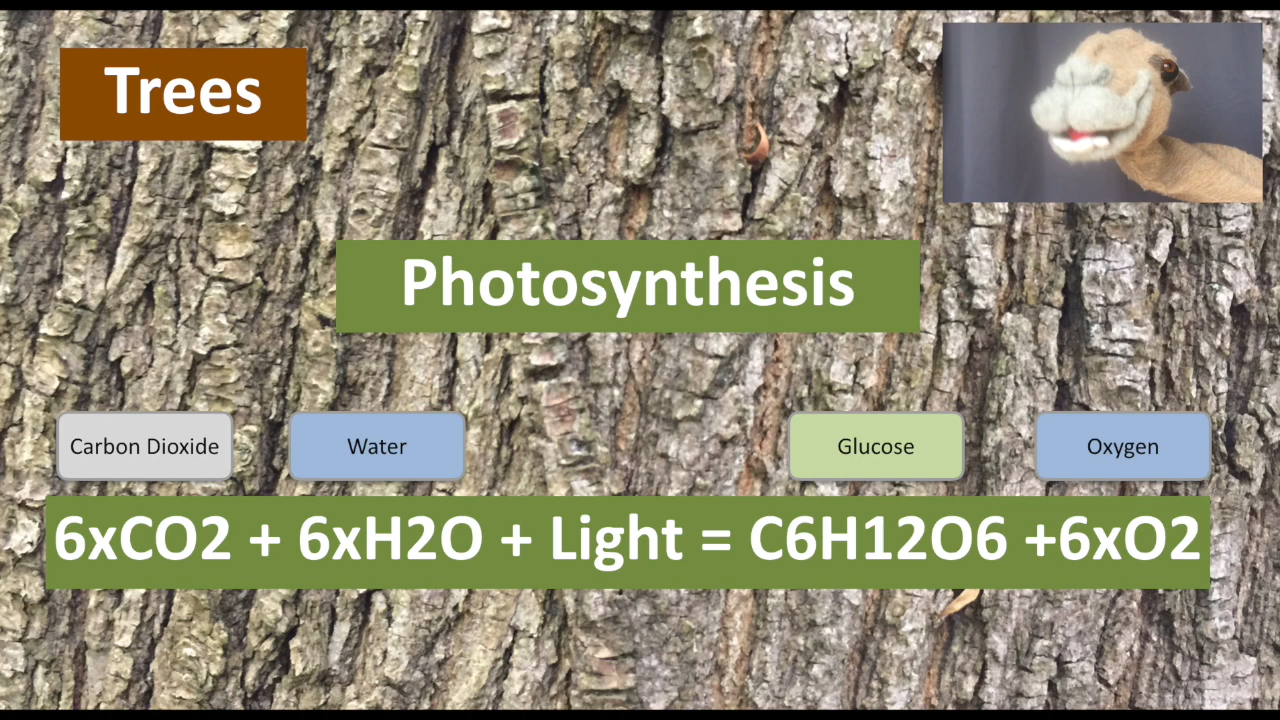 Trees
Photosynthesis
Carbon Dioxide Water Glucose Oxygen
6xCO2 + 6xH2O + Light = C6H12O6 +6xO2